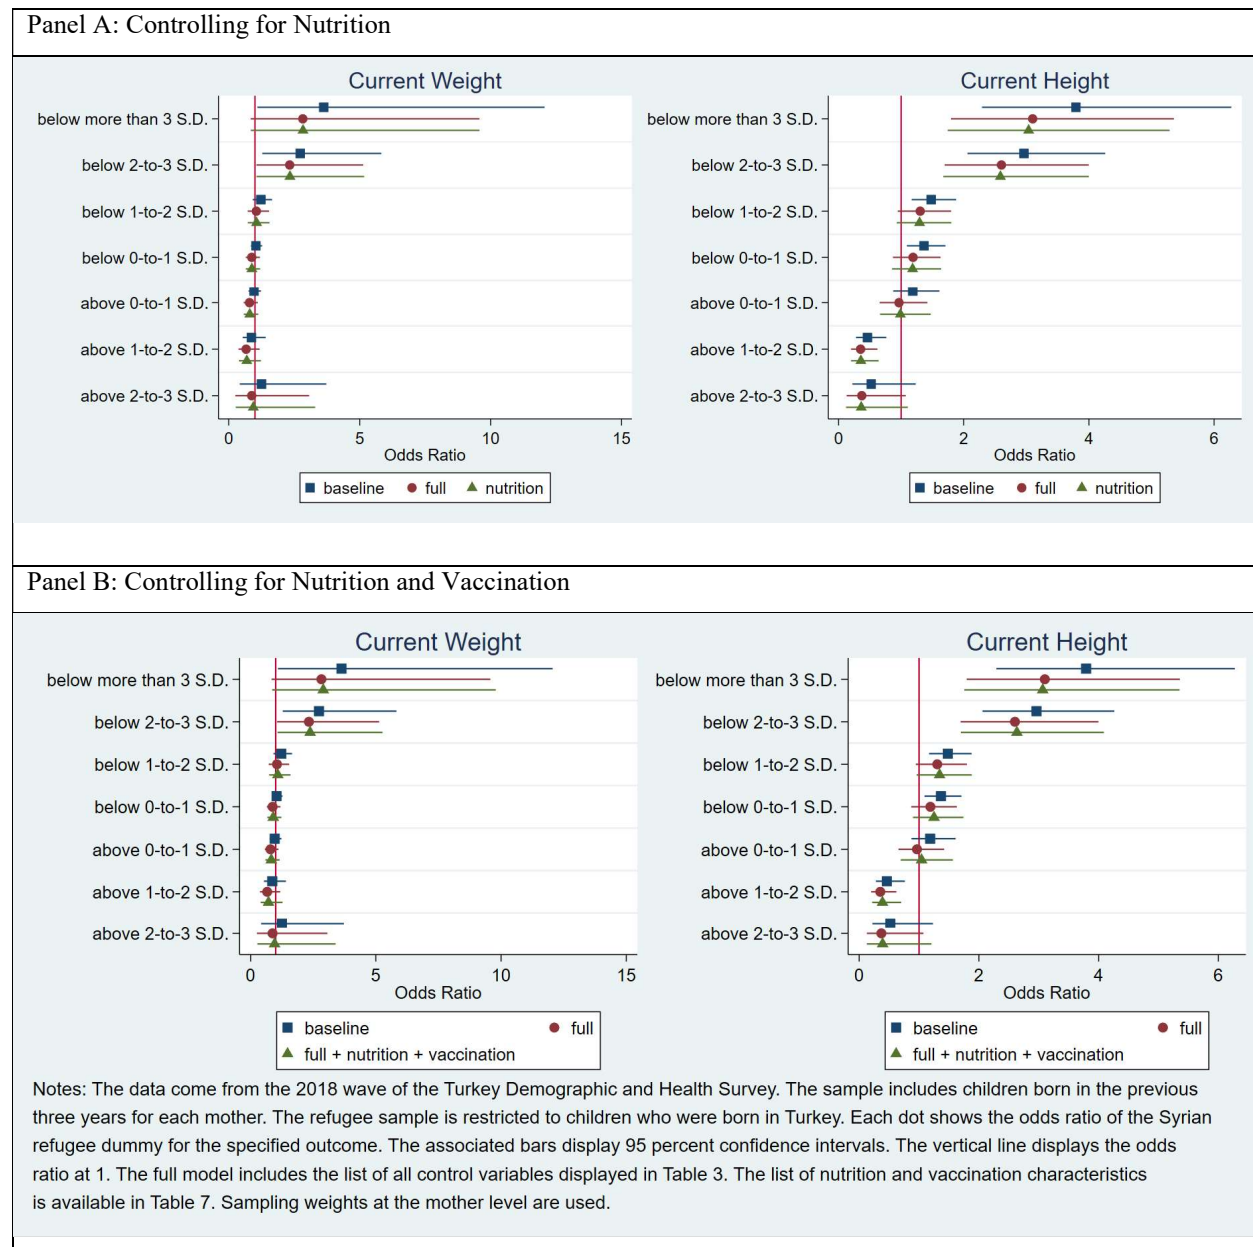 Panel A: Controlling for Nutrition
Current Weight
below more than 3 S.D.
below 2-to-3 S.D.
below 1-to-2 S.D.
below 0-to-1 S.D.
above 0-to-1 S.D.
above 1-to-2 S.D.
above 2-to-3 S.D.
0 5 10 15
Odds Ratio
baseline full nutrition
Current Height
below more than 3 S.D.
below 2-to-3 S.D.
below 1-to-2 S.D.
below 0-to-1 S.D.
above 0-to-1 S.D.
above 1-to-2 S.D.
above 2-to-3 S.D.
0 2 4 6
Odds Ratio
baseline full nutrition
Panel B: Controlling for Nutrition and Vaccination
Current Weight
below more than 3 S.D.
below 2-to-3 S.D.
below 1-to-2 S.D.
below 0-to-1 S.D.
above 0-to-1 S.D.
above 1-to-2 S.D.
above 2-to-3 S.D.
0 5 10 15
Odds Ratio
baseline full
full + nutrition + vaccination
Current Height
below more than 3 S.D.
below 2-to-3 S.D.
below 1-to-2 S.D.
below 0-to-1 S.D.
above 0-to-1 S.D.
above 1-to-2 S.D.
above 2-to-3 S.D.
0 2 4 6
Odds Ratio
baseline full
full + nutrition + vaccination
Notes: The data come from the 2018 wave of the Turkey Demographic and Health Survey. The sample includes children born in the previous
three years for each mother. The refugee sample is restricted to children who were born in Turkey. Each dot shows the odds ratio of the Syrian
refugee dummy for the specified outcome. The associated bars display 95 percent confidence intervals. The vertical line displays the odds
ratio at 1. The full model includes the list of all control variables displayed in Table 3. The list of nutrition and vaccination characteristics
is available in Table 7. Sampling weights at the mother level are used.